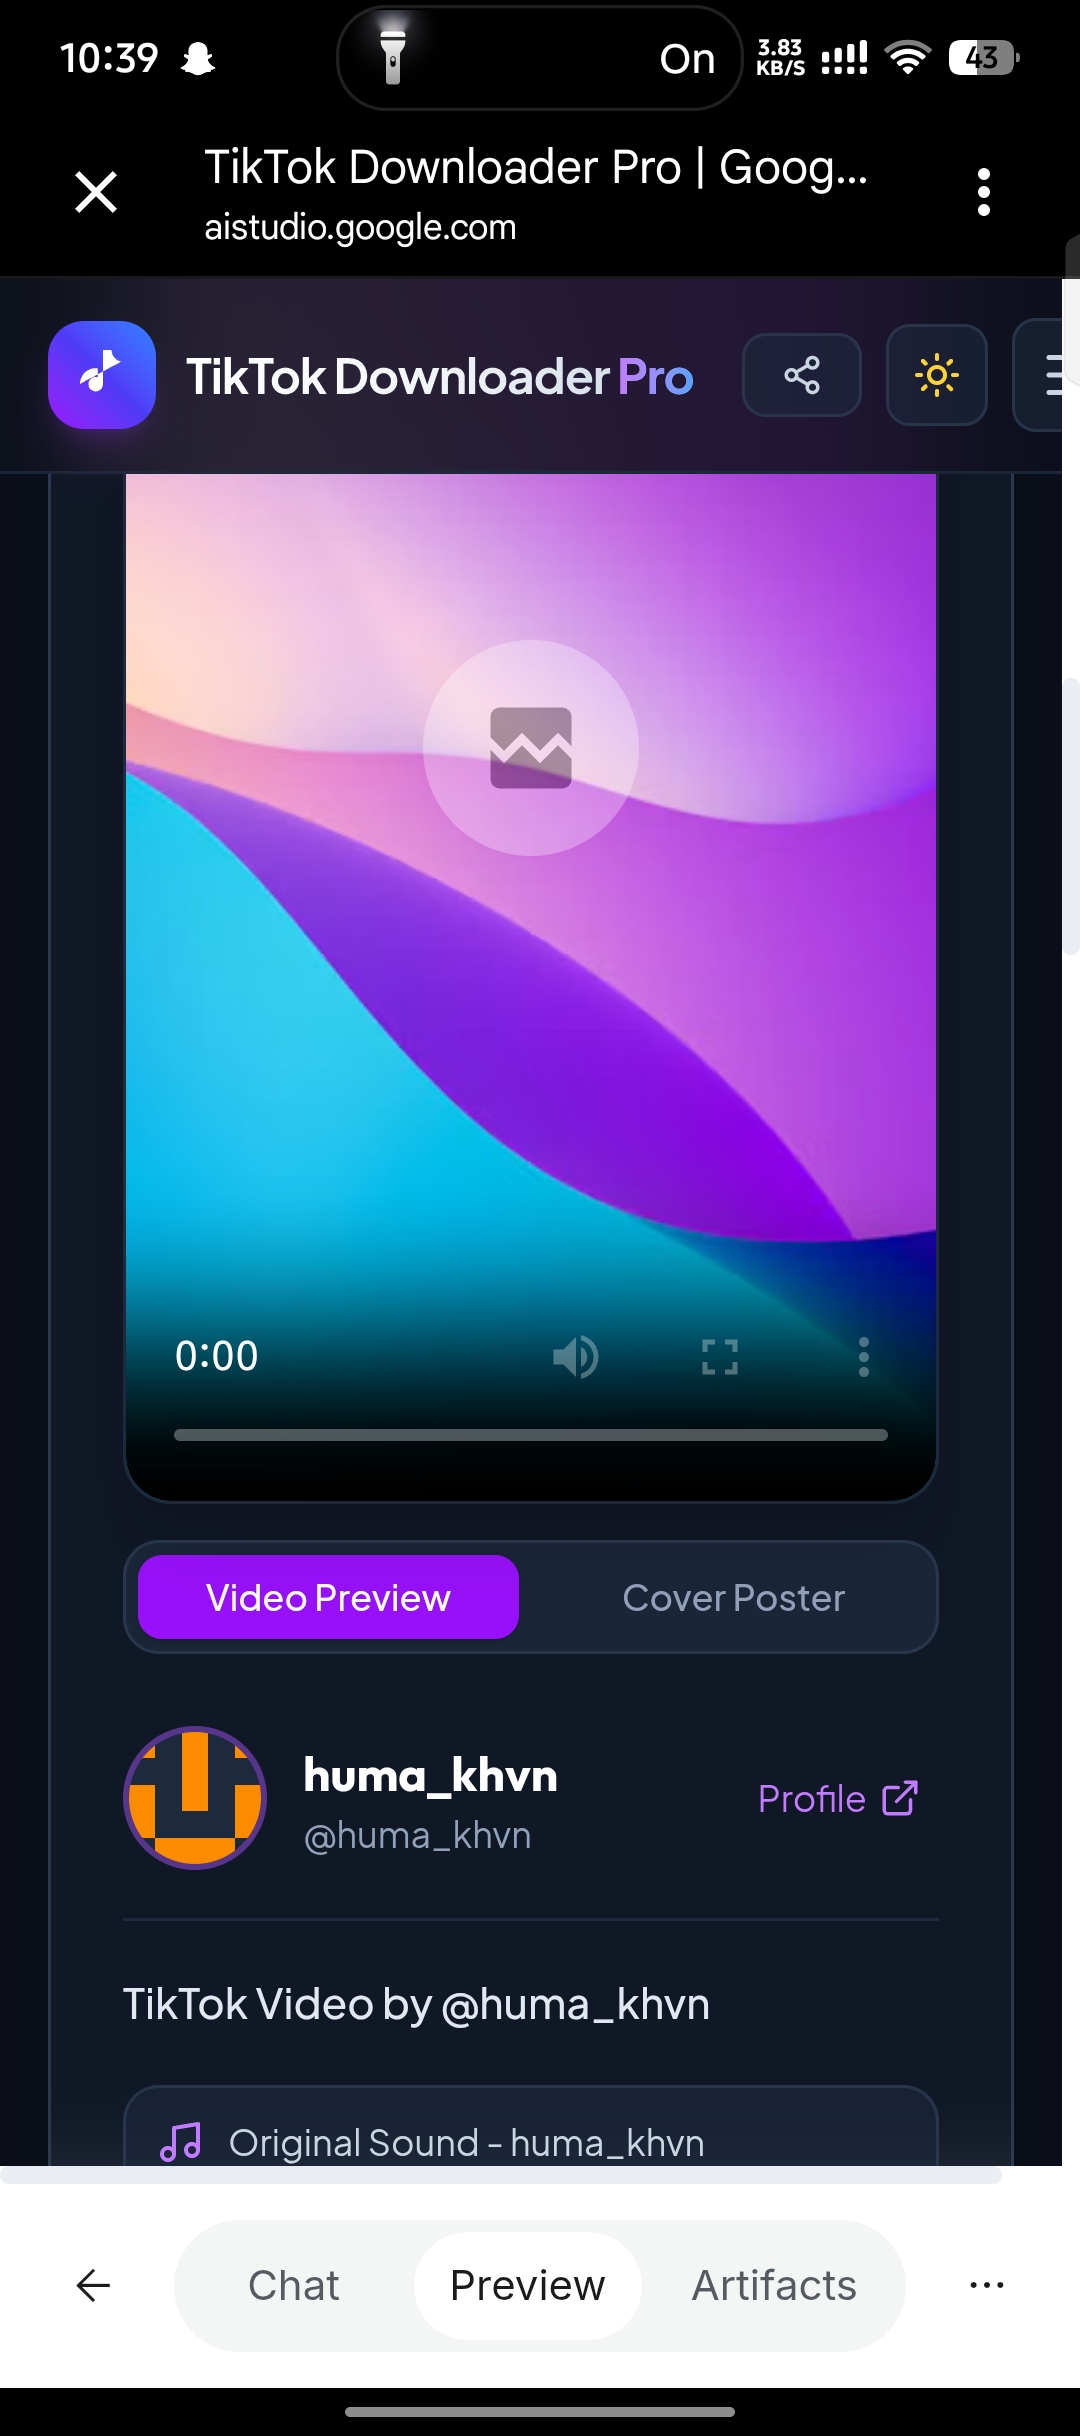 10:39
On
3.83
KB/S
43
TikTok Downloader Pro | Goog...
aistudio.google.com
TikTok Downloader Pro
0:00
Video Preview
Cover Poster
huma_khvn
@huma_khvn
Profile
TikTok Video by @huma_khvn
Original Sound - huma_khvn
Chat
Preview
Artifacts